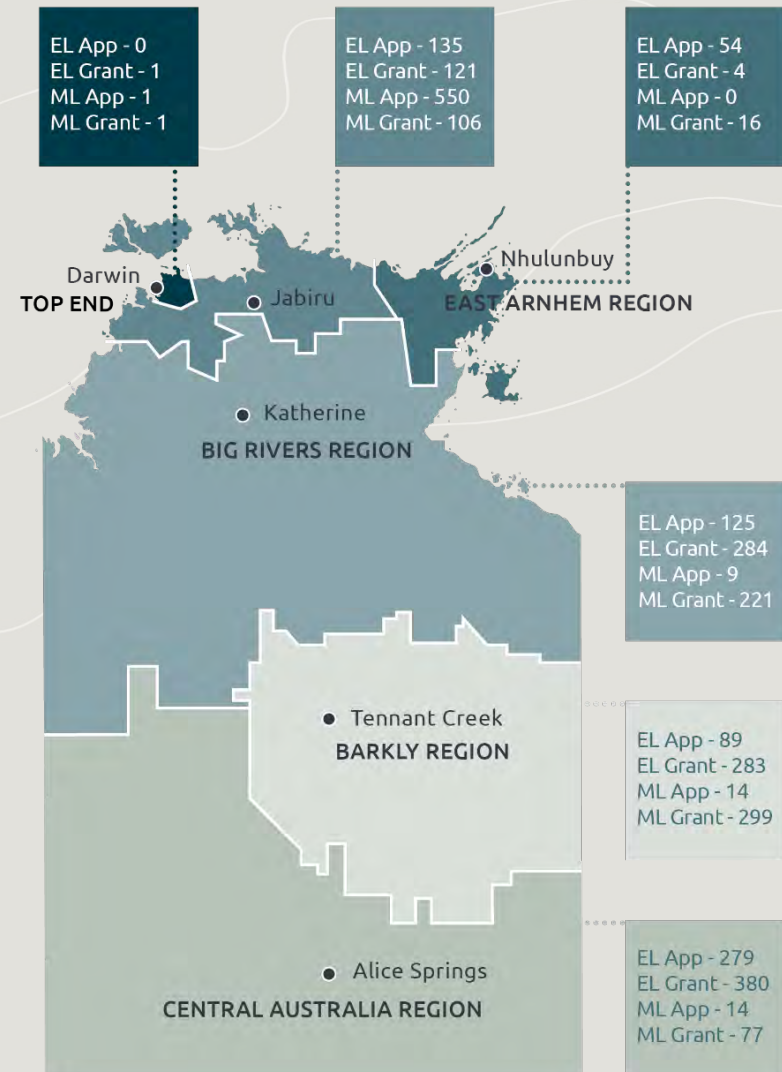 EL App - 0
EL Grant - 1
ML App - 1
ML Grant - 1
EL App - 135
EL Grant - 121
ML App - 550
ML Grant - 106
EL App - 54
EL Grant - 4
ML App - 0
ML Grant - 16
Darwin
TOP END
Jabiru
Nhulunbuy
EAST ARNHEM REGION
Katherine
BIG RIVERS REGION
EL App - 125
EL Grant - 284
ML App - 9
ML Grant - 221
Tennant Creek
BARKLY REGION
EL App - 89
EL Grant - 283
ML App - 14
ML Grant - 299
Alice Springs
CENTRAL AUSTRALIA REGION
EL App - 279
EL Grant - 380
ML App - 14
ML Grant - 77